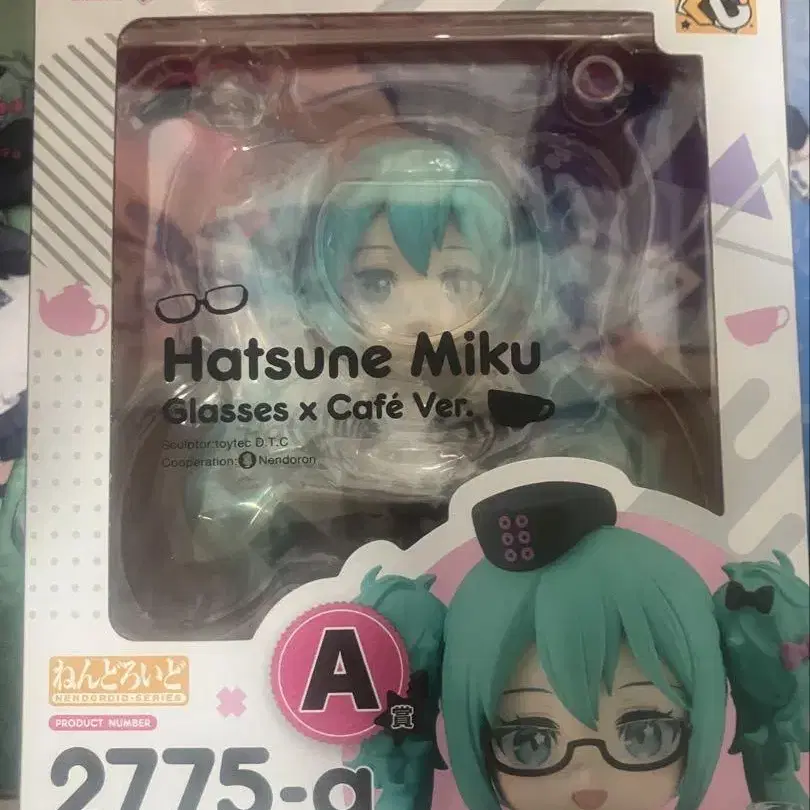 Hatsune Miku
Glasses x Café Ver.
Sculptor:toytec D.T.C
Cooperation: Nendoron
A
賞
ねんどろいど
NENDOROID-SERIES
PRODUCT NUMBER
2775-a